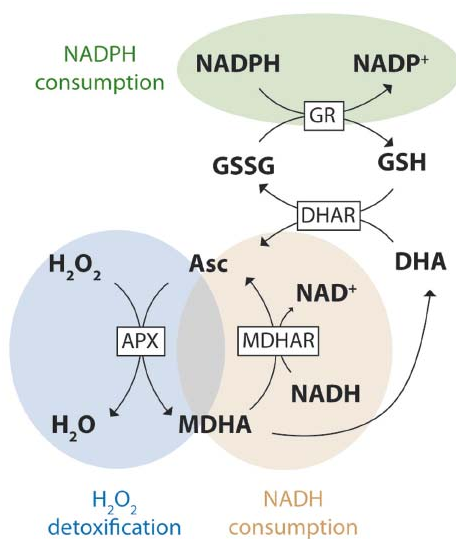 NADPH
consumption
NADPH
NADP⁺
GR
GSSG
GSH
DHAR
H₂O₂
Asc
DHA
NAD⁺
APX
MDHAR
NADH
H₂O
MDHA
H₂O₂
detoxification
NADH
consumption